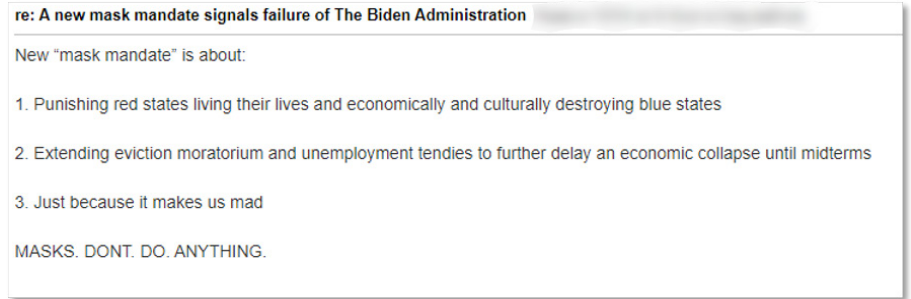 re: A new mask mandate signals failure of The Biden Administration
New “mask mandate” is about:
1. Punishing red states living their lives and economically and culturally destroying blue states
2. Extending eviction moratorium and unemployment tendies to further delay an economic collapse until midterms
3. Just because it makes us mad
MASKS. DONT. DO. ANYTHING.